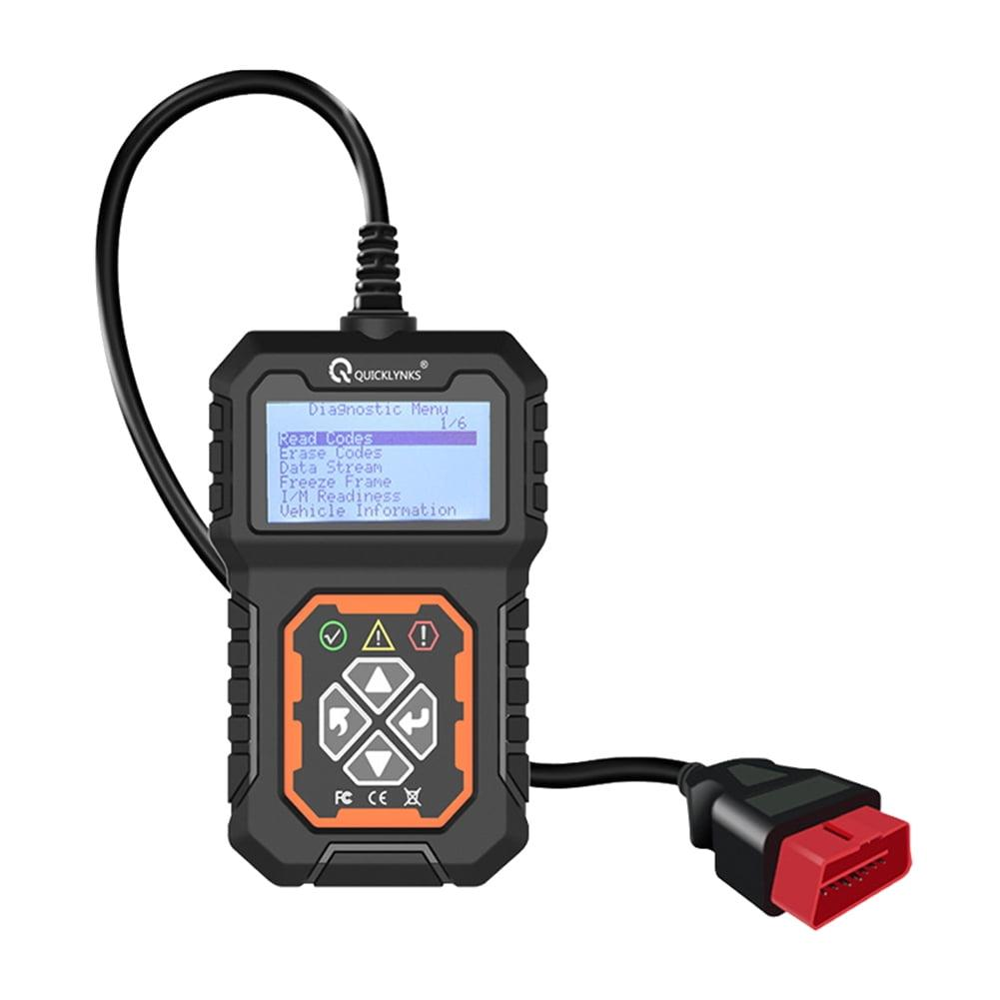 QUICKLYNKS®
Diagnostic Menu
1/6
Read Codes
Erase Codes
Data Stream
Freeze Frame
I/M Readiness
Vehicle Information
FC CE